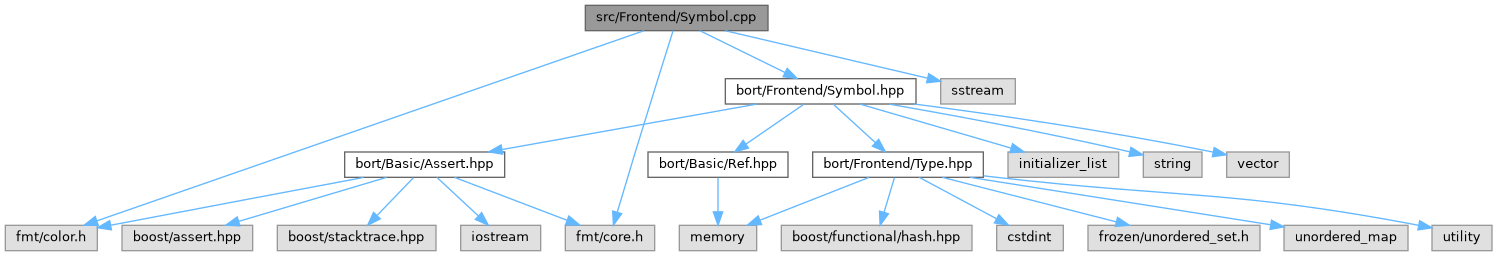 src/Frontend/Symbol.cpp
bort/Frontend/Symbol.hpp
sstream
bort/Basic/Assert.hpp
bort/Basic/Ref.hpp
bort/Frontend/Type.hpp
initializer_list
string
vector
fmt/color.h
boost/assert.hpp
boost/stacktrace.hpp
iostream
fmt/core.h
memory
boost/functional/hash.hpp
cstdint
frozen/unordered_set.h
unordered_map
utility